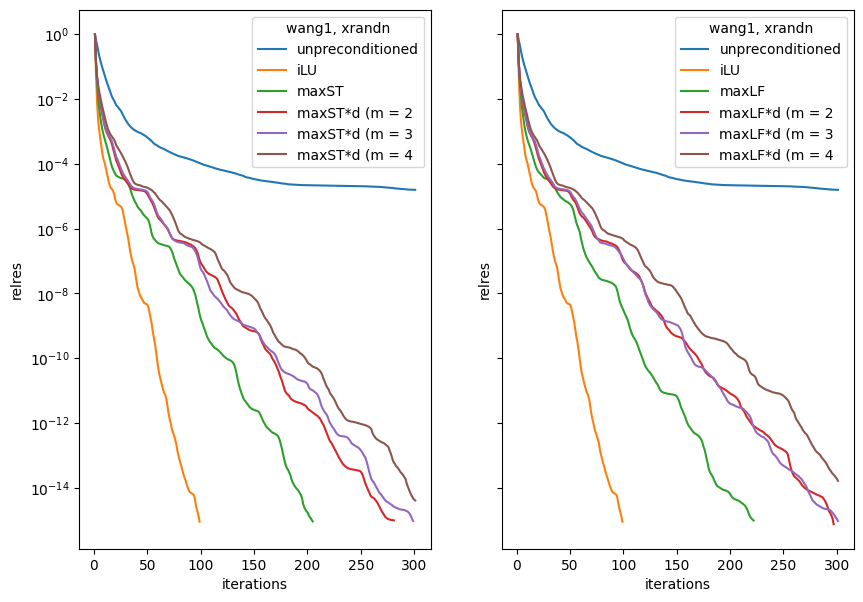 wang1, xrandn
unpreconditioned
iLU
maxST
maxST*d (m = 2
maxST*d (m = 3
maxST*d (m = 4
10^0
10^-2
10^-4
10^-6
10^-8
10^-10
10^-12
10^-14
relres
0 50 100 150 200 250 300
iterations
wang1, xrandn
unpreconditioned
iLU
maxLF
maxLF*d (m = 2
maxLF*d (m = 3
maxLF*d (m = 4
relres
0 50 100 150 200 250 300
iterations